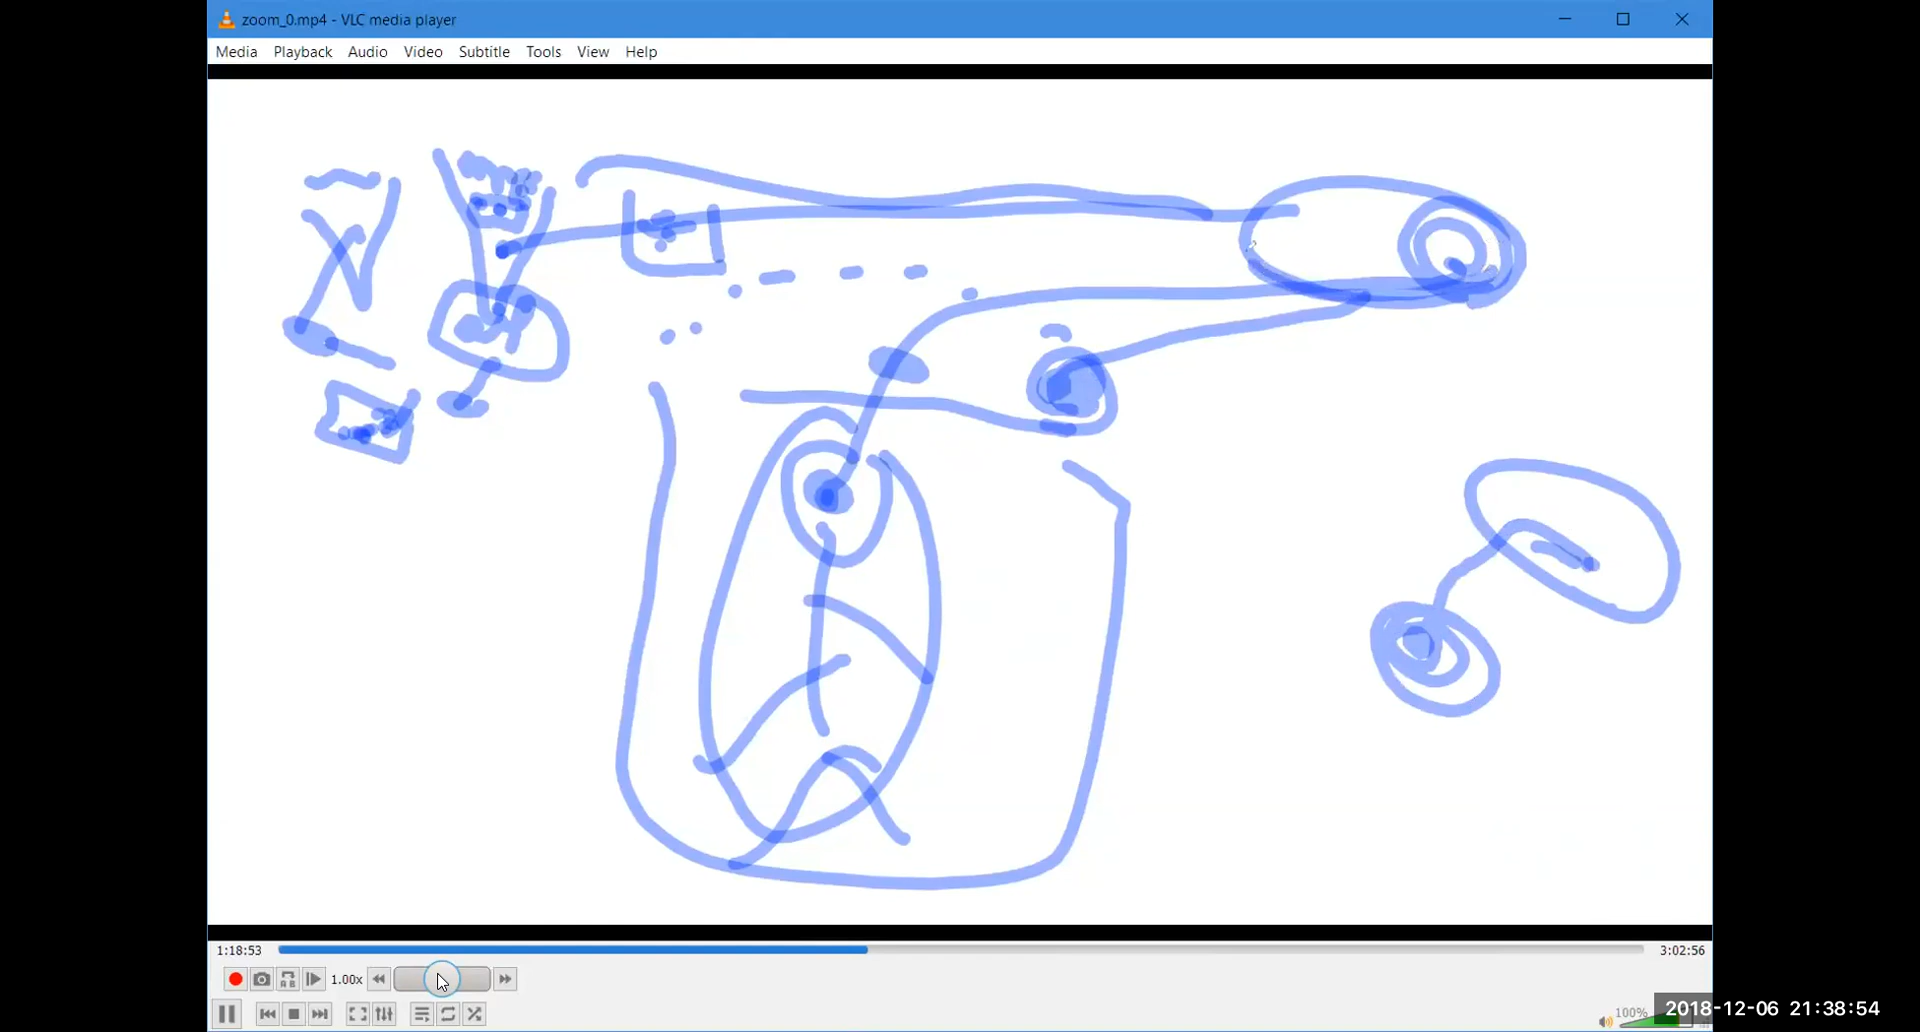 zoom_0.mp4 - VLC media player
Media Playback Audio Video Subtitle Tools View Help
1:18:53
3:02:56
1.00x
A B
100%
2018-12-06 21:38:54